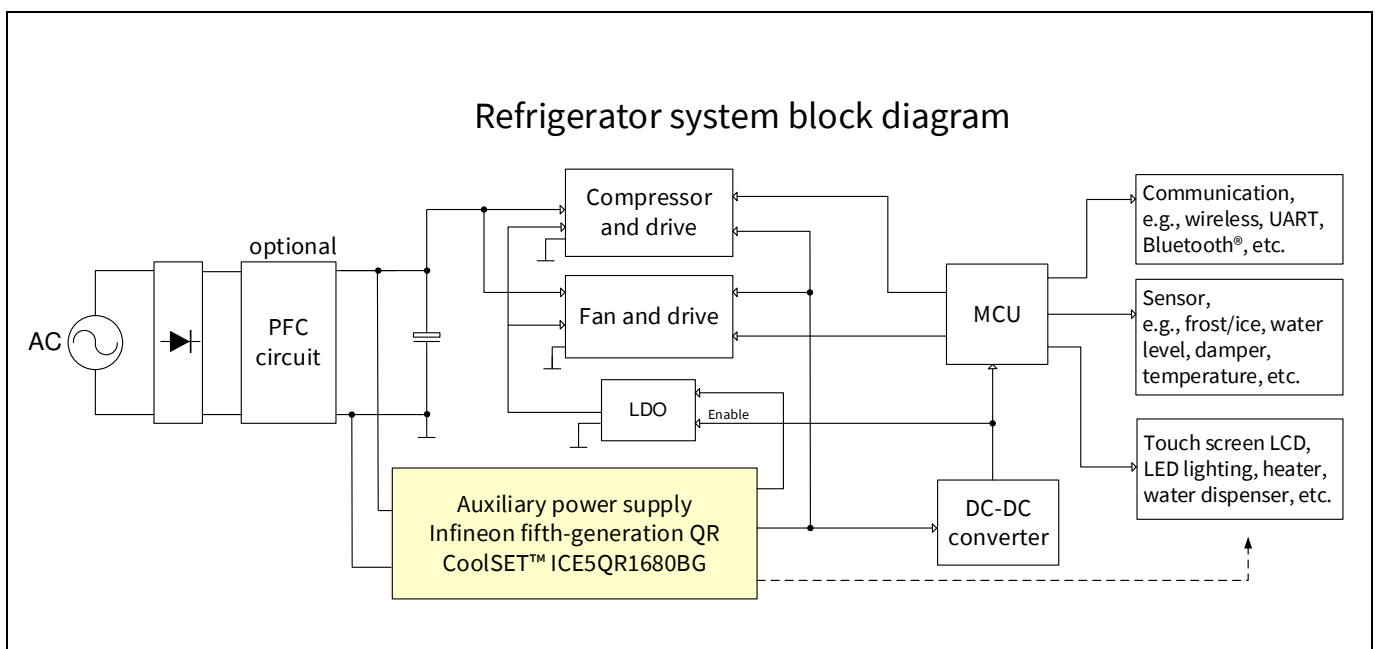 Refrigerator system block diagram
AC
optional
PFC
circuit
Compressor
and drive
Fan and drive
LDO
Enable
Auxiliary power supply
Infineon fifth-generation QR
CoolSET™ ICE5QR1680BG
MCU
DC-DC
converter
Communication,
e.g., wireless, UART,
Bluetooth®, etc.
Sensor,
e.g., frost/ice, water
level, damper,
temperature, etc.
Touch screen LCD,
LED lighting, heater,
water dispenser, etc.